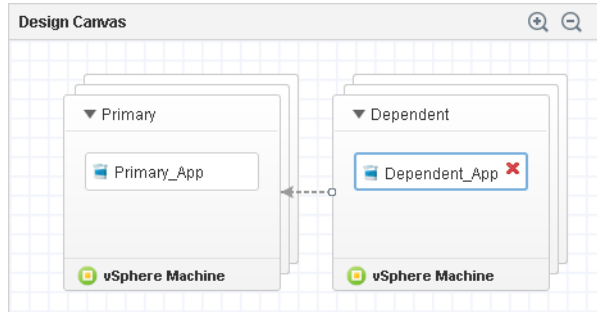 Design Canvas
Primary
Dependent
Primary_App
Dependent_App
vSphere Machine
vSphere Machine